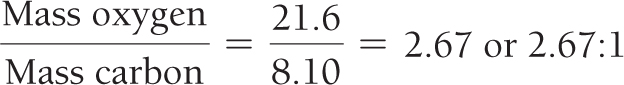 Mass oxygen / Mass carbon = 21.6 / 8.10 = 2.67 or 2.67:1